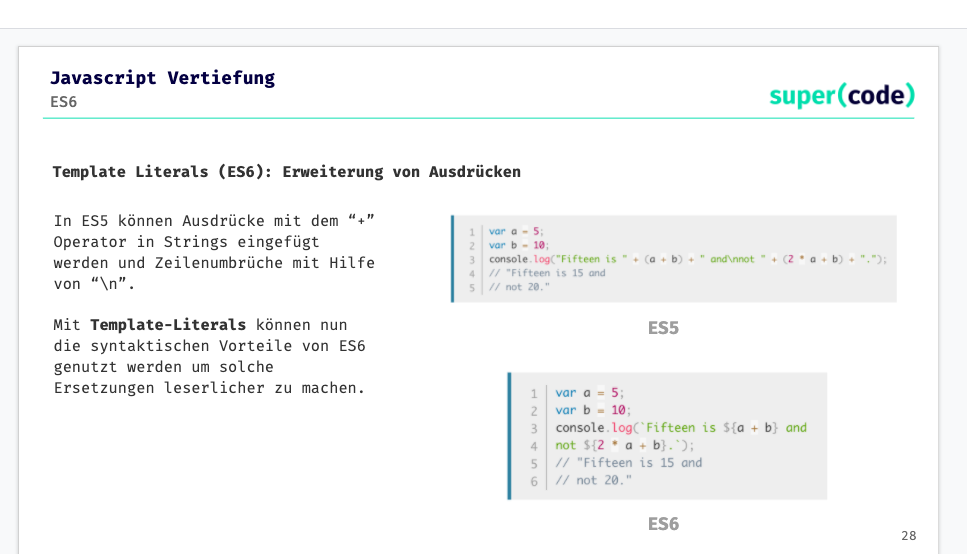 Javascript Vertiefung
ES6
super(code)
Template Literals (ES6): Erweiterung von Ausdrücken
In ES5 können Ausdrücke mit dem “+”
Operator in Strings eingefügt
werden und Zeilenumbrüche mit Hilfe
von “\n”.
Mit Template-Literals können nun
die syntaktischen Vorteile von ES6
genutzt werden um solche
Ersetzungen leserlicher zu machen.
1 var a = 5;
2 var b = 10;
3 console.log("Fifteen is " + (a + b) + " and\nnot " + (2 * a + b) + ".");
4 // "Fifteen is 15 and
5 // not 20."
ES5
1 var a = 5;
2 var b = 10;
3 console.log(`Fifteen is ${a + b} and
4 not ${2 * a + b}.`);
5 // "Fifteen is 15 and
6 // not 20."
ES6
28